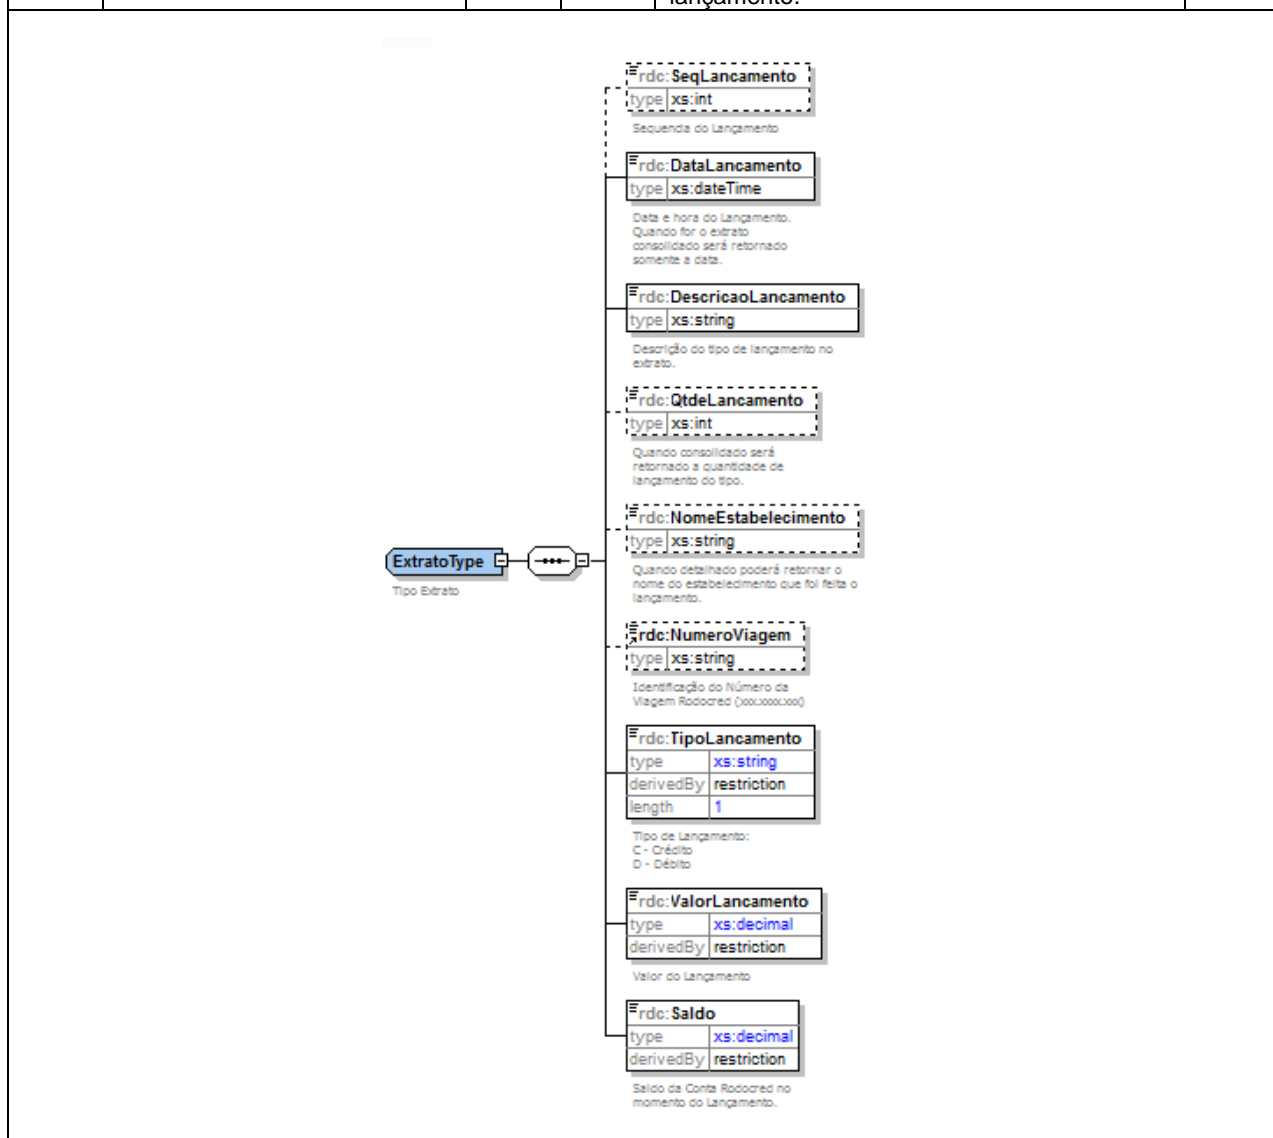 lançamento.
rdc:SeqLancamento
type xs:int
Sequencia do Lançamento
rdc:DataLancamento
type xs:dateTime
Data e hora do Lançamento.
Quando for o extrato
consolidado será retornado
somente a data.
rdc:DescricaoLancamento
type xs:string
Descrição do tipo de lançamento no
extrato.
rdc:QtdeLancamento
type xs:int
Quando consolidado será
retornado a quantidade de
lançamento do tipo.
rdc:NomeEstabelecimento
type xs:string
ExtratoType
Tipo Extrato
Quando detalhado poderá retornar o
nome do estabelecimento que foi feita o
lançamento.
rdc:NumeroViagem
type xs:string
Identificação do Número da
Viagem Rodocred (xxx.xxxx.xxx)
rdc:TipoLancamento
type xs:string
derivedBy restriction
length 1
Tipo de Lançamento:
C - Crédito
D - Débito
rdc:ValorLancamento
type xs:decimal
derivedBy restriction
Valor do Lançamento
rdc:Saldo
type xs:decimal
derivedBy restriction
Saldo da Conta Rodocred no
momento do Lançamento.